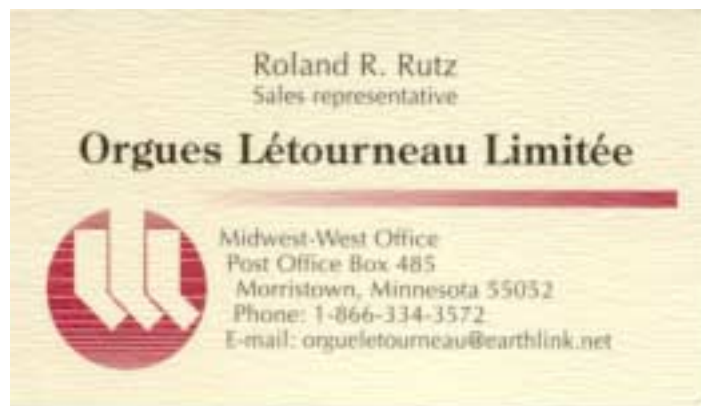 Roland R. Rutz
Sales representative
Orgues Létourneau Limitée
Midwest-West Office
Post Office Box 485
Morristown, Minnesota 55052
Phone: 1-866-334-3572
E-mail: orgueletourneau@earthlink.net